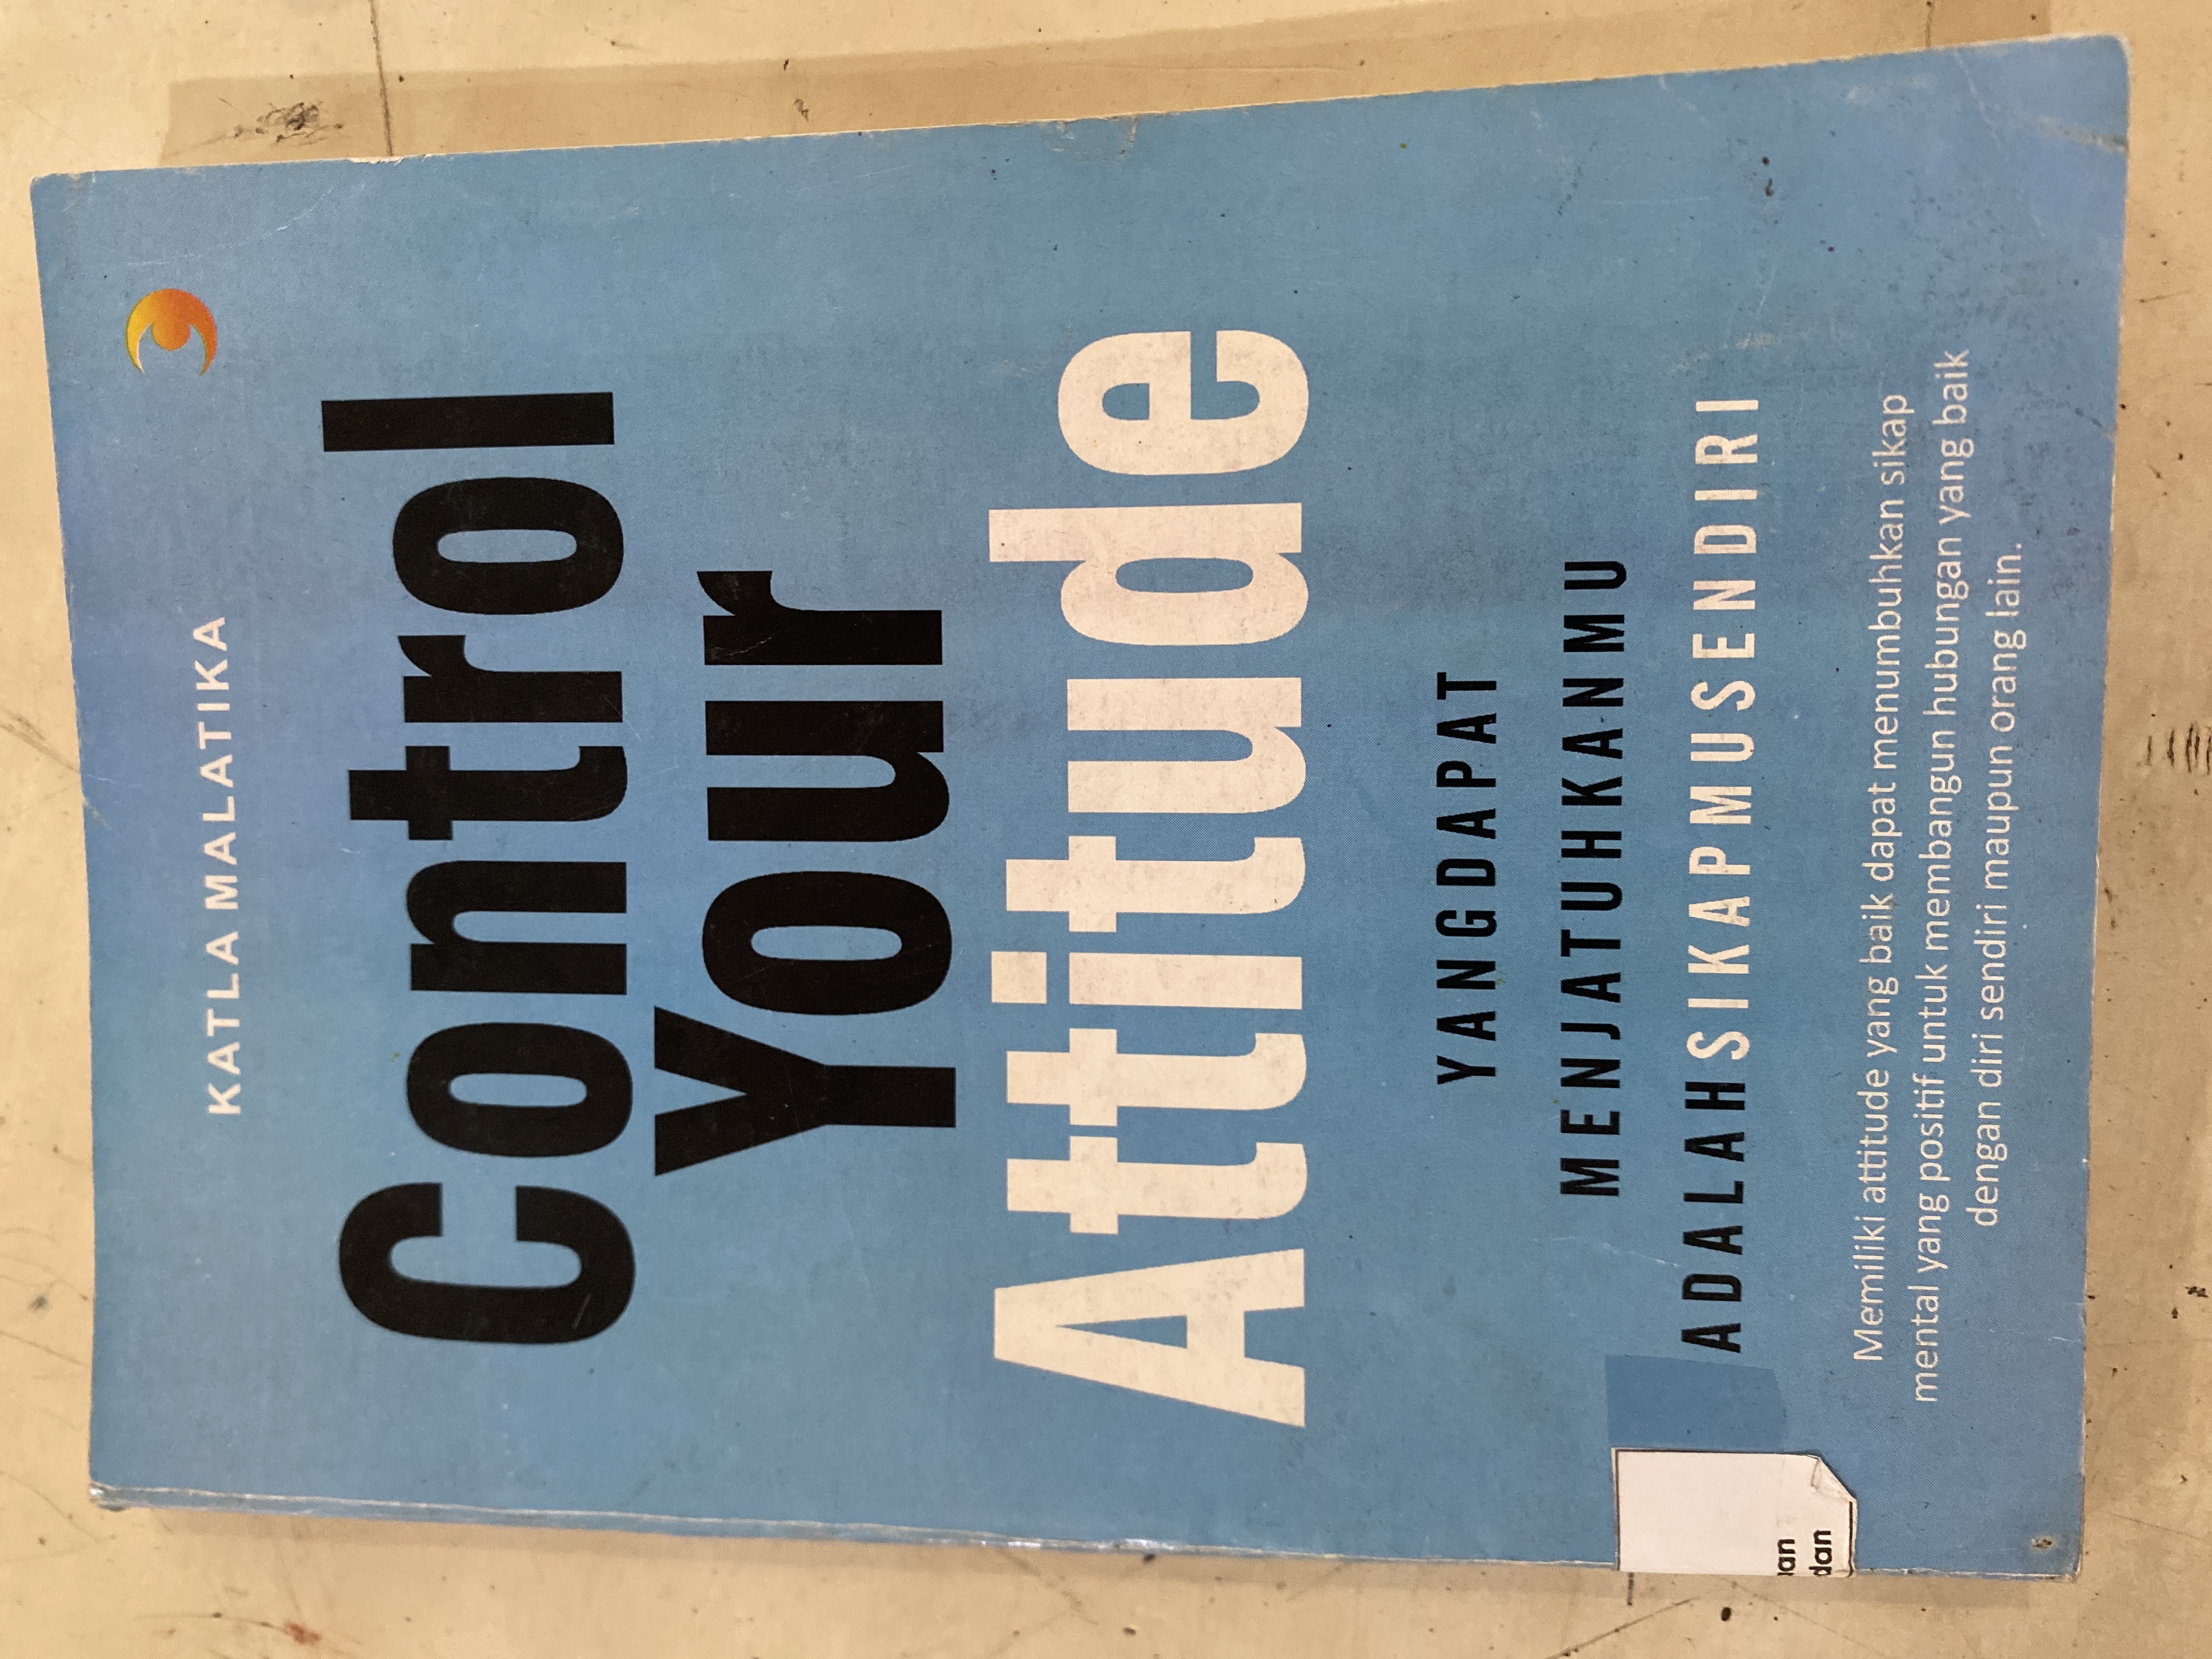 KATLA MALATIKA
Control
Your
Attitude
YANG DAPAT
MENJATUHKANMU
ADALAH SIKAPMU SENDIRI
Memiliki attitude yang baik dapat menumbuhkan sikap
mental yang positif untuk membangun hubungan yang baik
dengan diri sendiri maupun orang lain.
dan